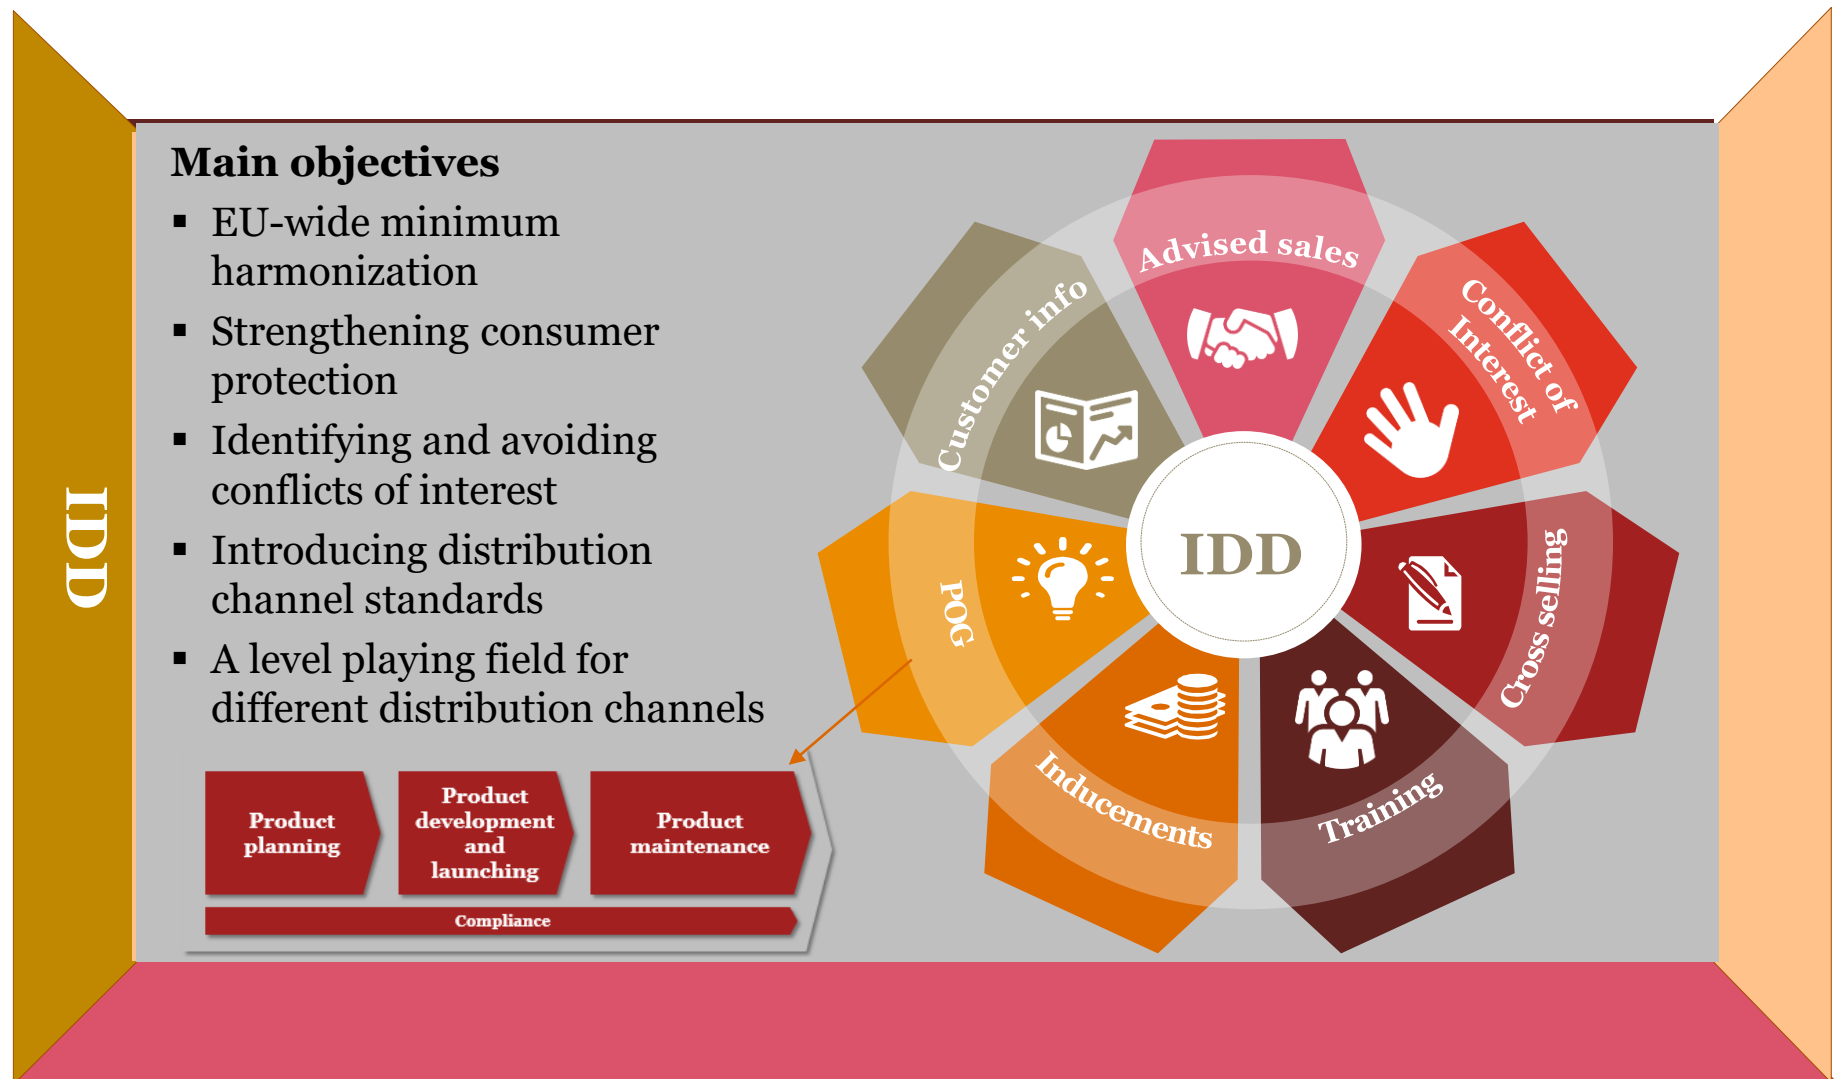 IDD
Main objectives
▪ EU-wide minimum
harmonization
▪ Strengthening consumer
protection
▪ Identifying and avoiding
conflicts of interest
▪ Introducing distribution
channel standards
▪ A level playing field for
different distribution channels
Product
planning
Product
development
and
launching
Product
maintenance
Compliance
Advised sales
Conflict of
Interest
Cross selling
Training
Inducements
POG
Customer info
IDD